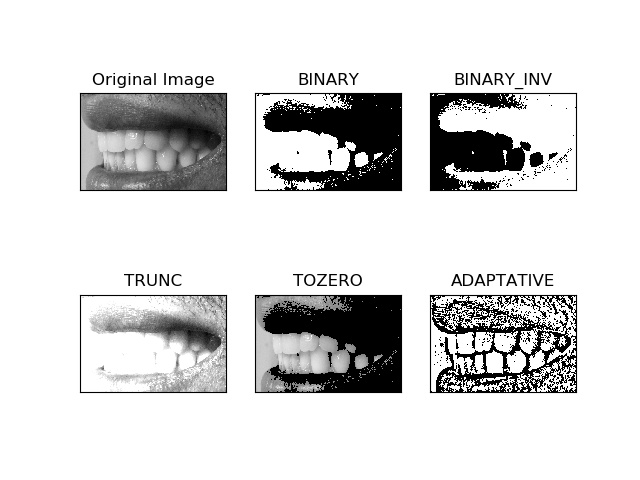 Original Image
BINARY
BINARY_INV
TRUNC
TOZERO
ADAPTATIVE